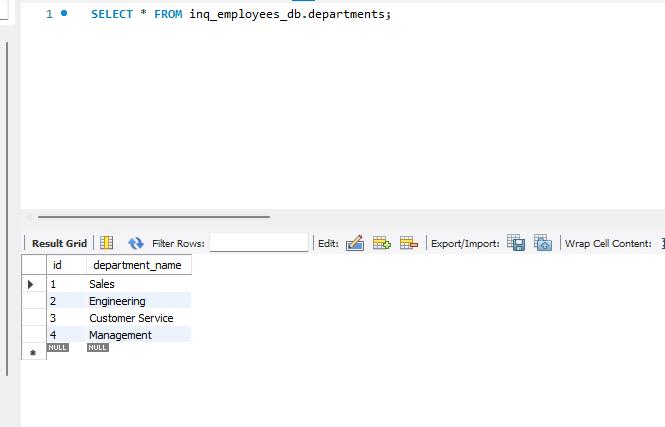 1 SELECT * FROM inq_employees_db.departments;
Result Grid Filter Rows: Edit: Export/Import: Wrap Cell Content:
id department_name
1 Sales
2 Engineering
3 Customer Service
4 Management
NULL NULL